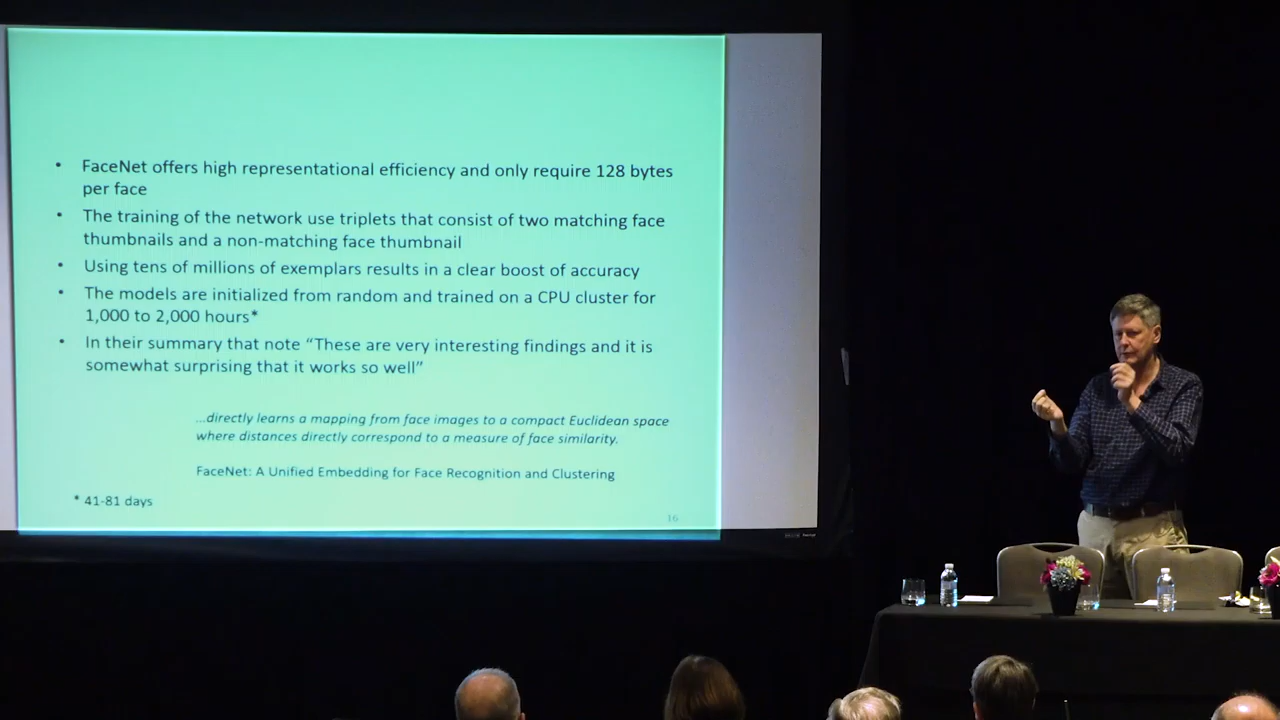 • FaceNet offers high representational efficiency and only require 128 bytes
per face
• The training of the network use triplets that consist of two matching face
thumbnails and a non-matching face thumbnail
• Using tens of millions of exemplars results in a clear boost of accuracy
• The models are initialized from random and trained on a CPU cluster for
1,000 to 2,000 hours*
• In their summary that note “These are very interesting findings and it is
somewhat surprising that it works so well”
...directly learns a mapping from face images to a compact Euclidean space
where distances directly correspond to a measure of face similarity.
FaceNet: A Unified Embedding for Face Recognition and Clustering
* 41-81 days
16